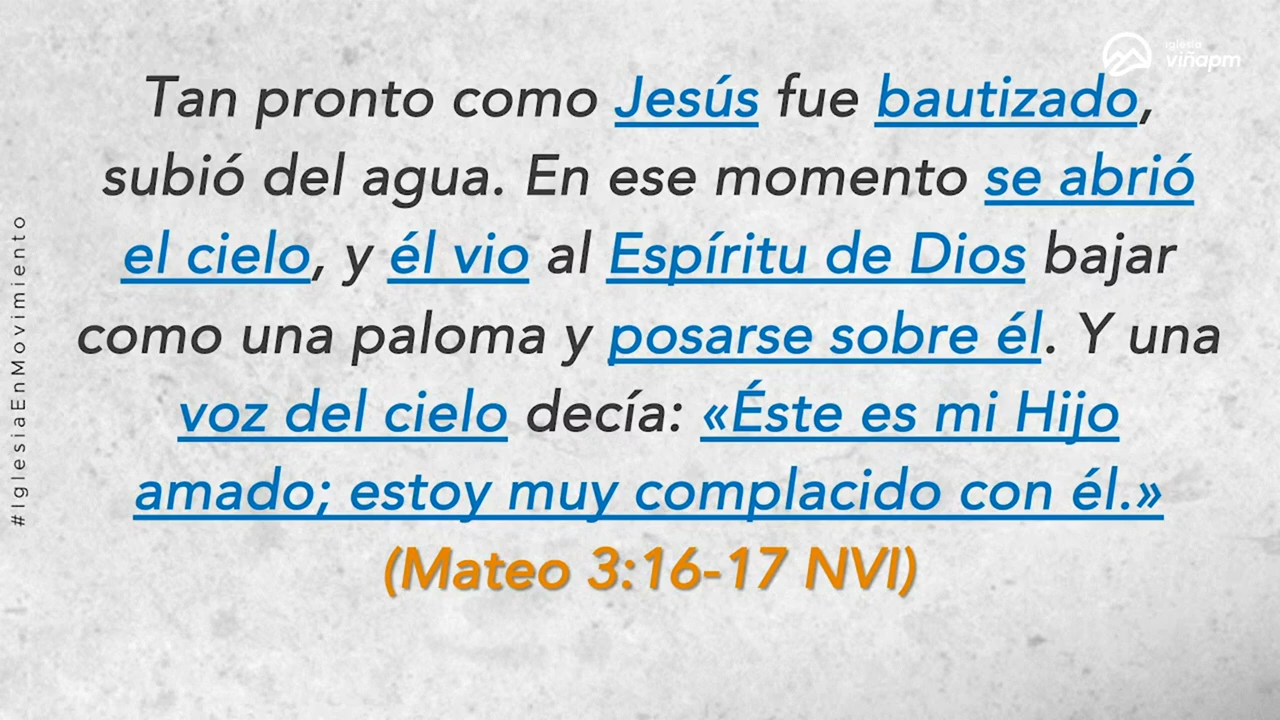 iglesia
viñapm
Tan pronto como Jesús fue bautizado,
subió del agua. En ese momento se abrió
el cielo, y él vio al Espíritu de Dios bajar
como una paloma y posarse sobre él. Y una
voz del cielo decía: «Éste es mi Hijo
amado; estoy muy complacido con él.»
(Mateo 3:16-17 NVI)
#IglesiaEnMovimiento